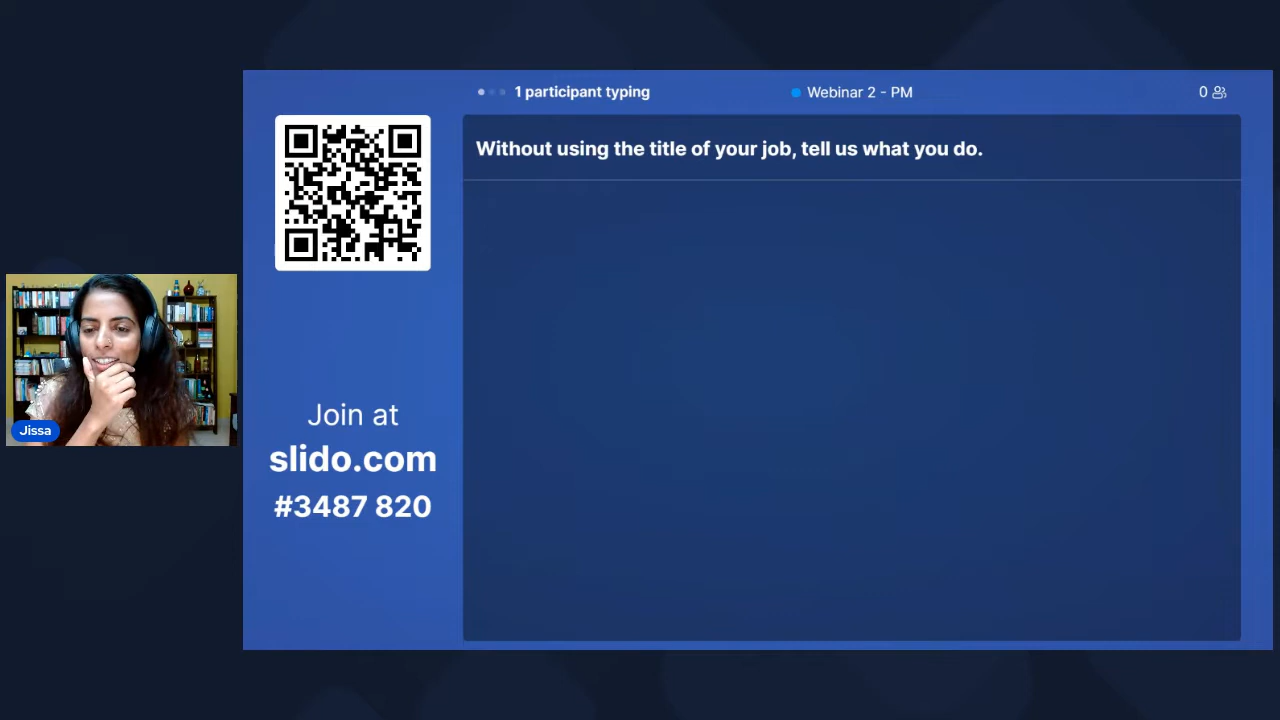 1 participant typing
Webinar 2 - PM
0
Without using the title of your job, tell us what you do.
Join at
slido.com
#3487 820
Jissa